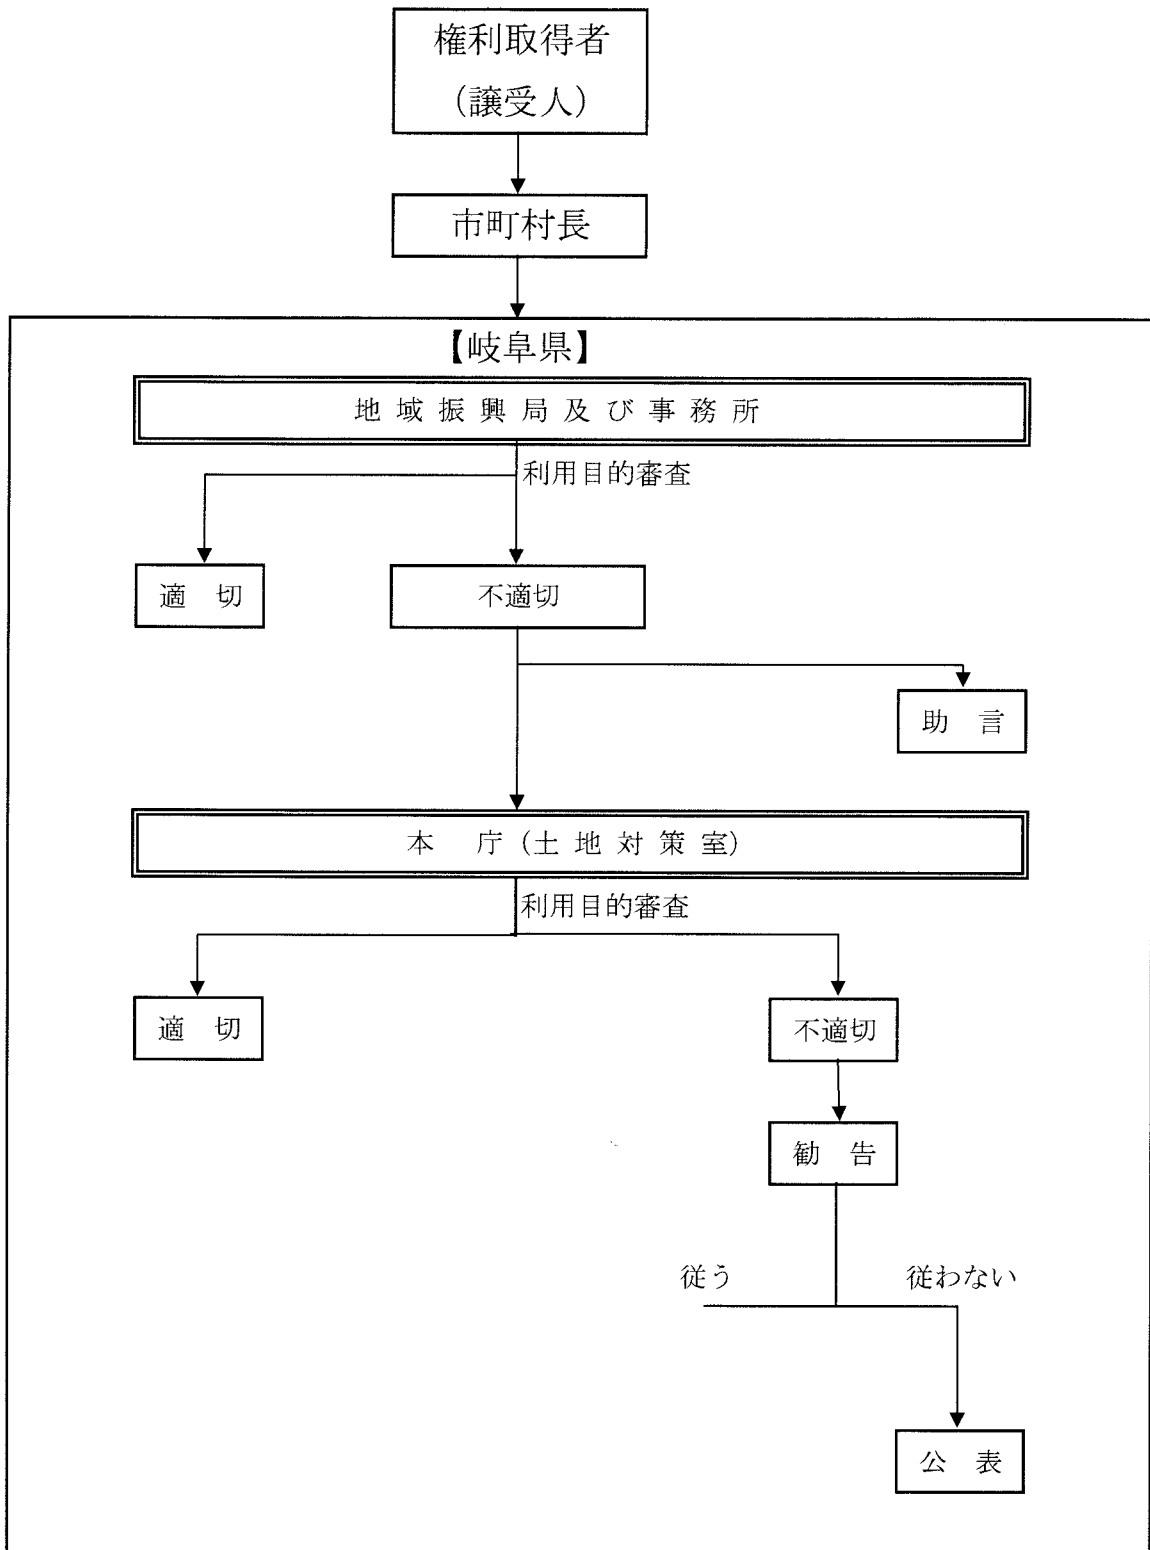 権利取得者
(譲受人)
市町村長
【岐阜県】
地域振興局及び事務所
利用目的審査
適切
不適切
助言
本庁(土地対策室)
利用目的審査
適切
不適切
勧告
従う
従わない
公表